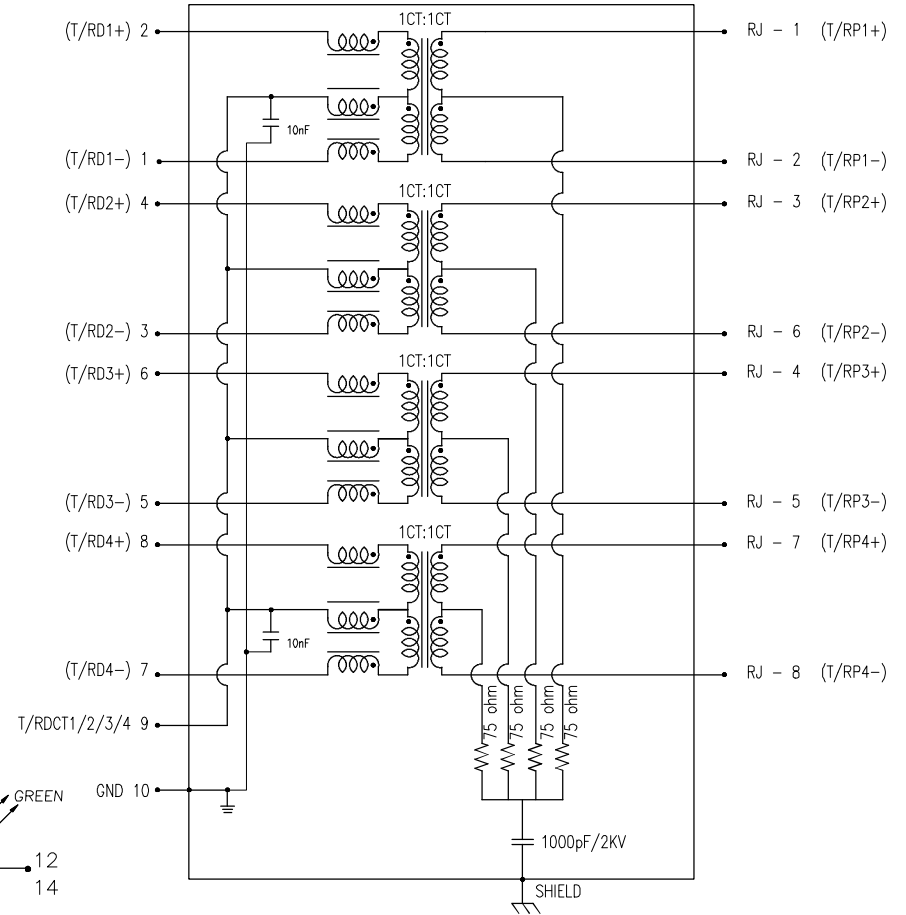 1CT:1CT
(T/RD1+) 2
RJ - 1 (T/RP1+)
10nF
(T/RD1-) 1
RJ - 2 (T/RP1-)
1CT:1CT
(T/RD2+) 4
RJ - 3 (T/RP2+)
(T/RD2-) 3
RJ - 6 (T/RP2-)
1CT:1CT
(T/RD3+) 6
RJ - 4 (T/RP3+)
(T/RD3-) 5
RJ - 5 (T/RP3-)
1CT:1CT
(T/RD4+) 8
RJ - 7 (T/RP4+)
10nF
(T/RD4-) 7
RJ - 8 (T/RP4-)
75 ohm
75 ohm
75 ohm
75 ohm
T/RDCT1/2/3/4 9
GND 10
GREEN
1000pF/2KV
12
14
SHIELD